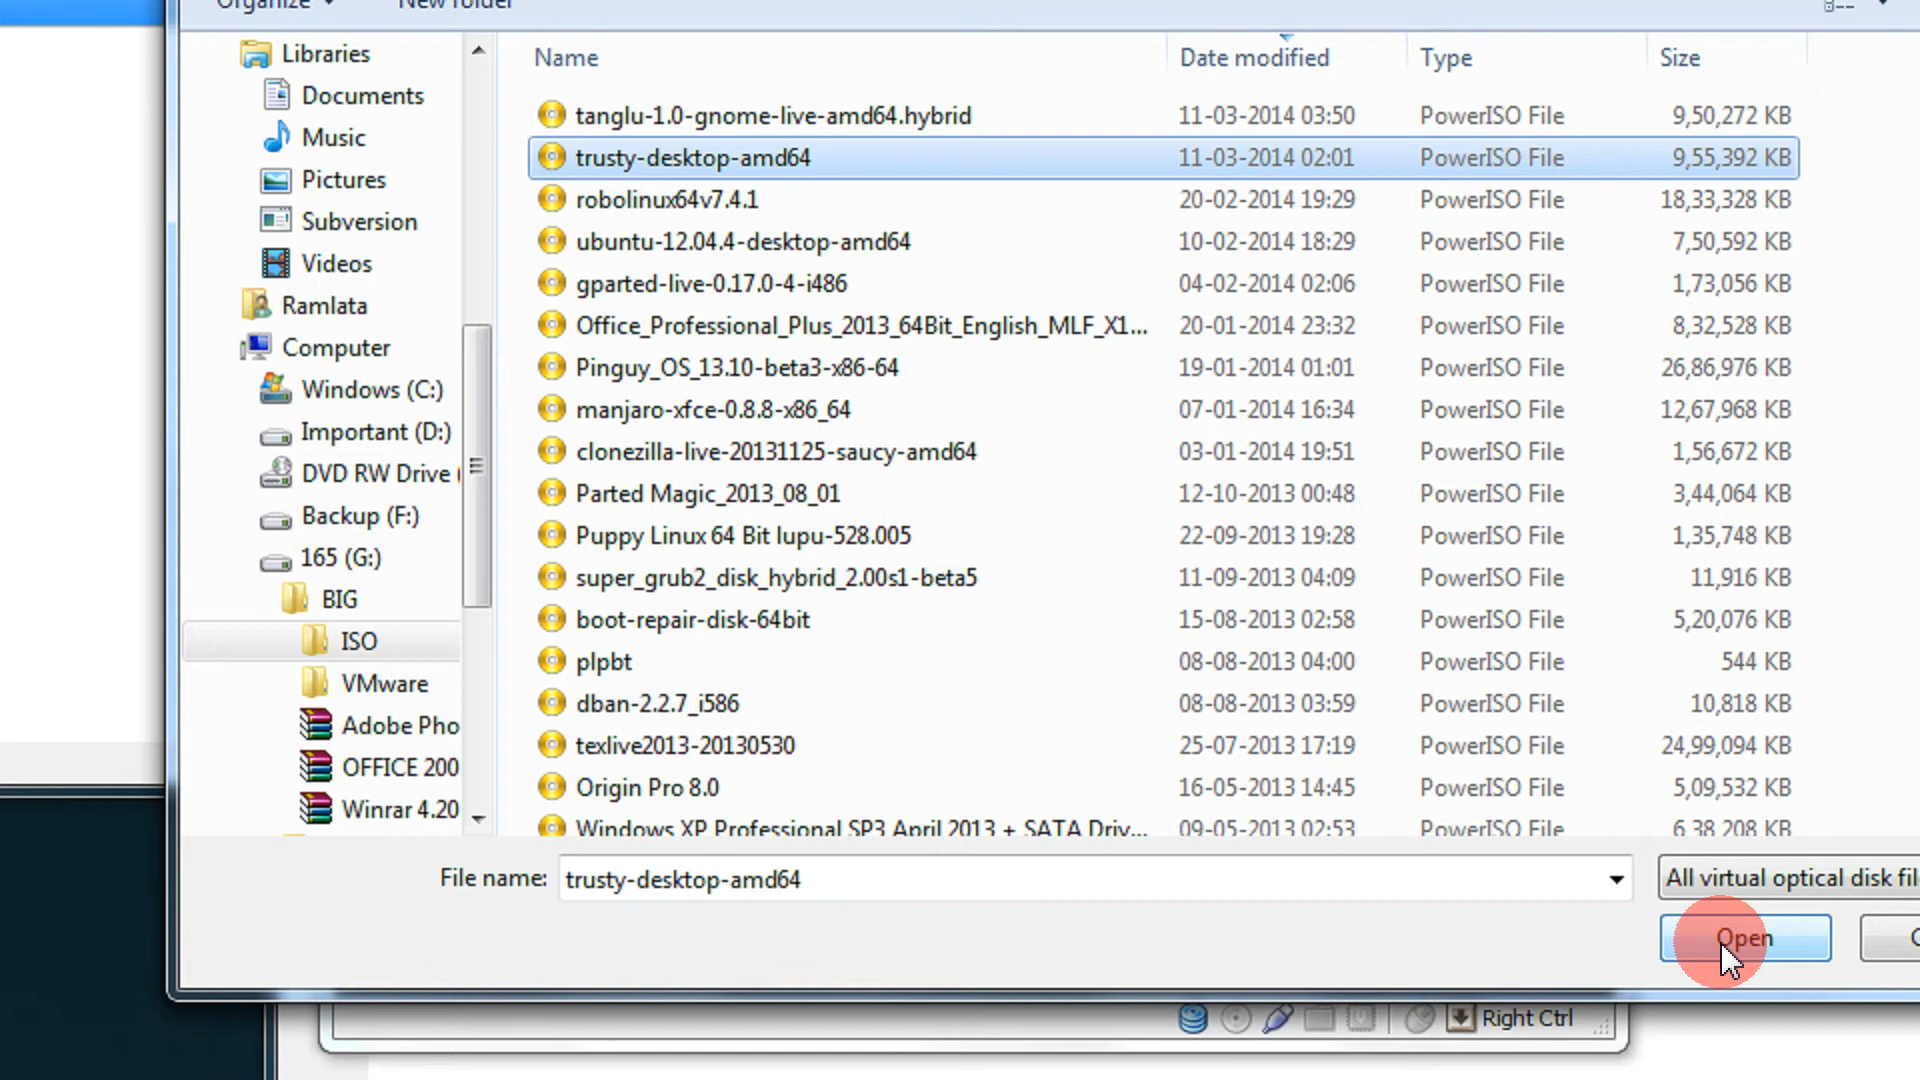 Organize New folder
Libraries
Documents
Music
Pictures
Subversion
Videos
Ramlata
Computer
Windows (C:)
Important (D:)
DVD RW Drive (
Backup (F:)
165 (G:)
BIG
ISO
VMware
Adobe Pho
OFFICE 200
Winrar 4.20
Name Date modified Type Size
tanglu-1.0-gnome-live-amd64.hybrid 11-03-2014 03:50 PowerISO File 9,50,272 KB
trusty-desktop-amd64 11-03-2014 02:01 PowerISO File 9,55,392 KB
robolinux64v7.4.1 20-02-2014 19:29 PowerISO File 18,33,328 KB
ubuntu-12.04.4-desktop-amd64 10-02-2014 18:29 PowerISO File 7,50,592 KB
gparted-live-0.17.0-4-i486 04-02-2014 02:06 PowerISO File 1,73,056 KB
Office_Professional_Plus_2013_64Bit_English_MLF_X1... 20-01-2014 23:32 PowerISO File 8,32,528 KB
Pinguy_OS_13.10-beta3-x86-64 19-01-2014 01:01 PowerISO File 26,86,976 KB
manjaro-xfce-0.8.8-x86_64 07-01-2014 16:34 PowerISO File 12,67,968 KB
clonezilla-live-20131125-saucy-amd64 03-01-2014 19:51 PowerISO File 1,56,672 KB
Parted Magic_2013_08_01 12-10-2013 00:48 PowerISO File 3,44,064 KB
Puppy Linux 64 Bit lupu-528.005 22-09-2013 19:28 PowerISO File 1,35,748 KB
super_grub2_disk_hybrid_2.00s1-beta5 11-09-2013 04:09 PowerISO File 11,916 KB
boot-repair-disk-64bit 15-08-2013 02:58 PowerISO File 5,20,076 KB
plpbt 08-08-2013 04:00 PowerISO File 544 KB
dban-2.2.7_i586 08-08-2013 03:59 PowerISO File 10,818 KB
texlive2013-20130530 25-07-2013 17:19 PowerISO File 24,99,094 KB
Origin Pro 8.0 16-05-2013 14:45 PowerISO File 5,09,532 KB
Windows XP Professional SP3 April 2013 + SATA Driv... 09-05-2013 02:53 PowerISO File 6,38,208 KB
File name: trusty-desktop-amd64 All virtual optical disk fil
Open
Right Ctrl